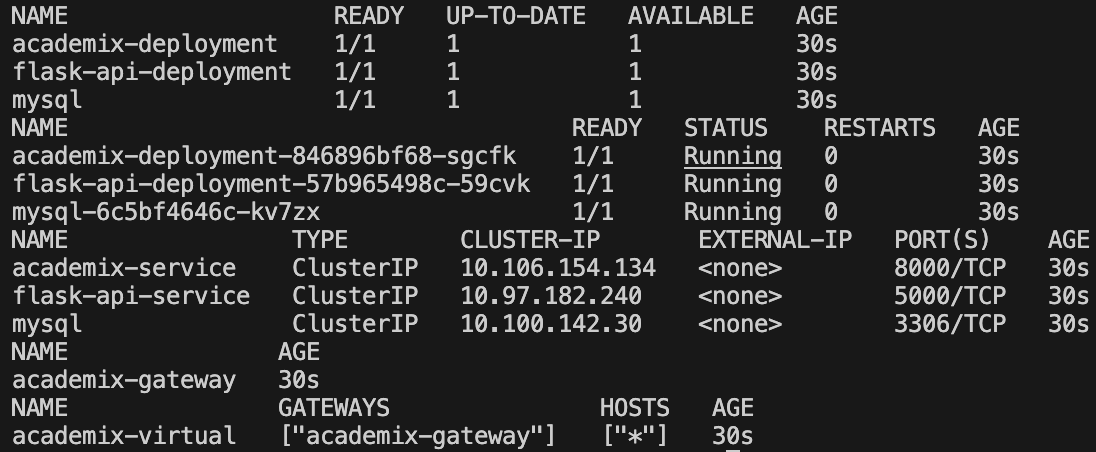 NAME READY UP-TO-DATE AVAILABLE AGE
academix-deployment 1/1 1 1 30s
flask-api-deployment 1/1 1 1 30s
mysql 1/1 1 1 30s
NAME READY STATUS RESTARTS AGE
academix-deployment-846896bf68-sgcfk 1/1 Running 0 30s
flask-api-deployment-57b965498c-59cvk 1/1 Running 0 30s
mysql-6c5bf4646c-kv7zx 1/1 Running 0 30s
NAME TYPE CLUSTER-IP EXTERNAL-IP PORT(S) AGE
academix-service ClusterIP 10.106.154.134 <none> 8000/TCP 30s
flask-api-service ClusterIP 10.97.182.240 <none> 5000/TCP 30s
mysql ClusterIP 10.100.142.30 <none> 3306/TCP 30s
NAME AGE
academix-gateway 30s
NAME GATEWAYS HOSTS AGE
academix-virtual ["academix-gateway"] ["*"] 30s